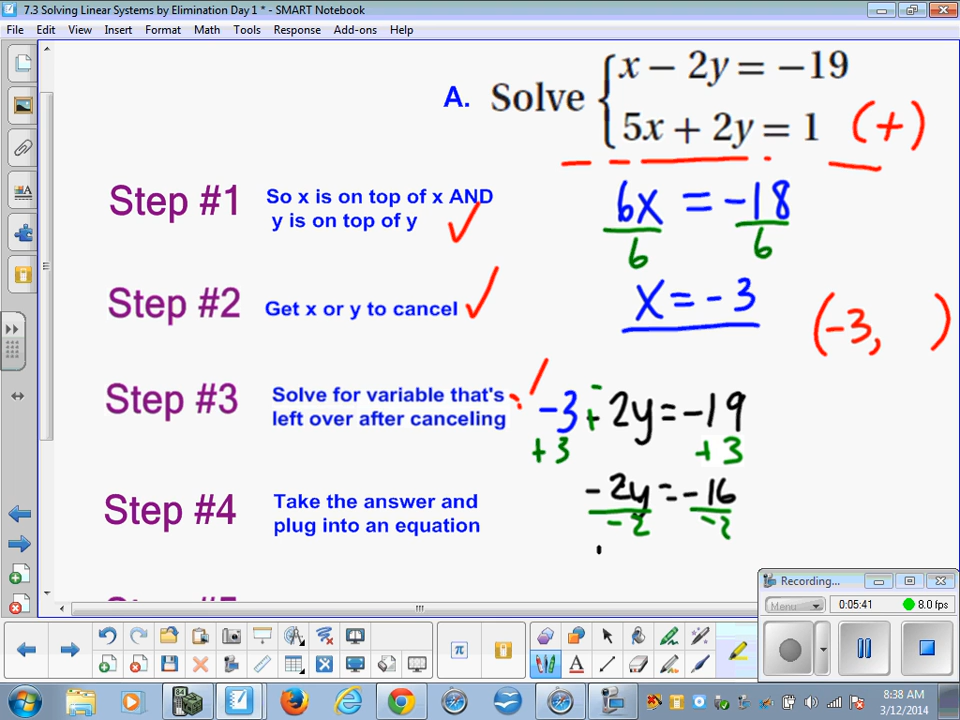 7.3 Solving Linear Systems by Elimination Day 1 * - SMART Notebook
File Edit View Insert Format Math Tools Response Add-ons Help
A. Solve { x − 2y = −19
5x + 2y = 1 (+)
Step #1 So x is on top of x AND
y is on top of y ✓
6x = -18
6 6
Step #2 Get x or y to cancel ✓
x = -3
(-3, )
Step #3 Solve for variable that's
left over after canceling
-3 - 2y = -19
+3 +3
Step #4 Take the answer and
plug into an equation
-2y = -16
-2 -2
Recording...
Menu
0:05:41 8.0 fps
8:38 AM
3/12/2014